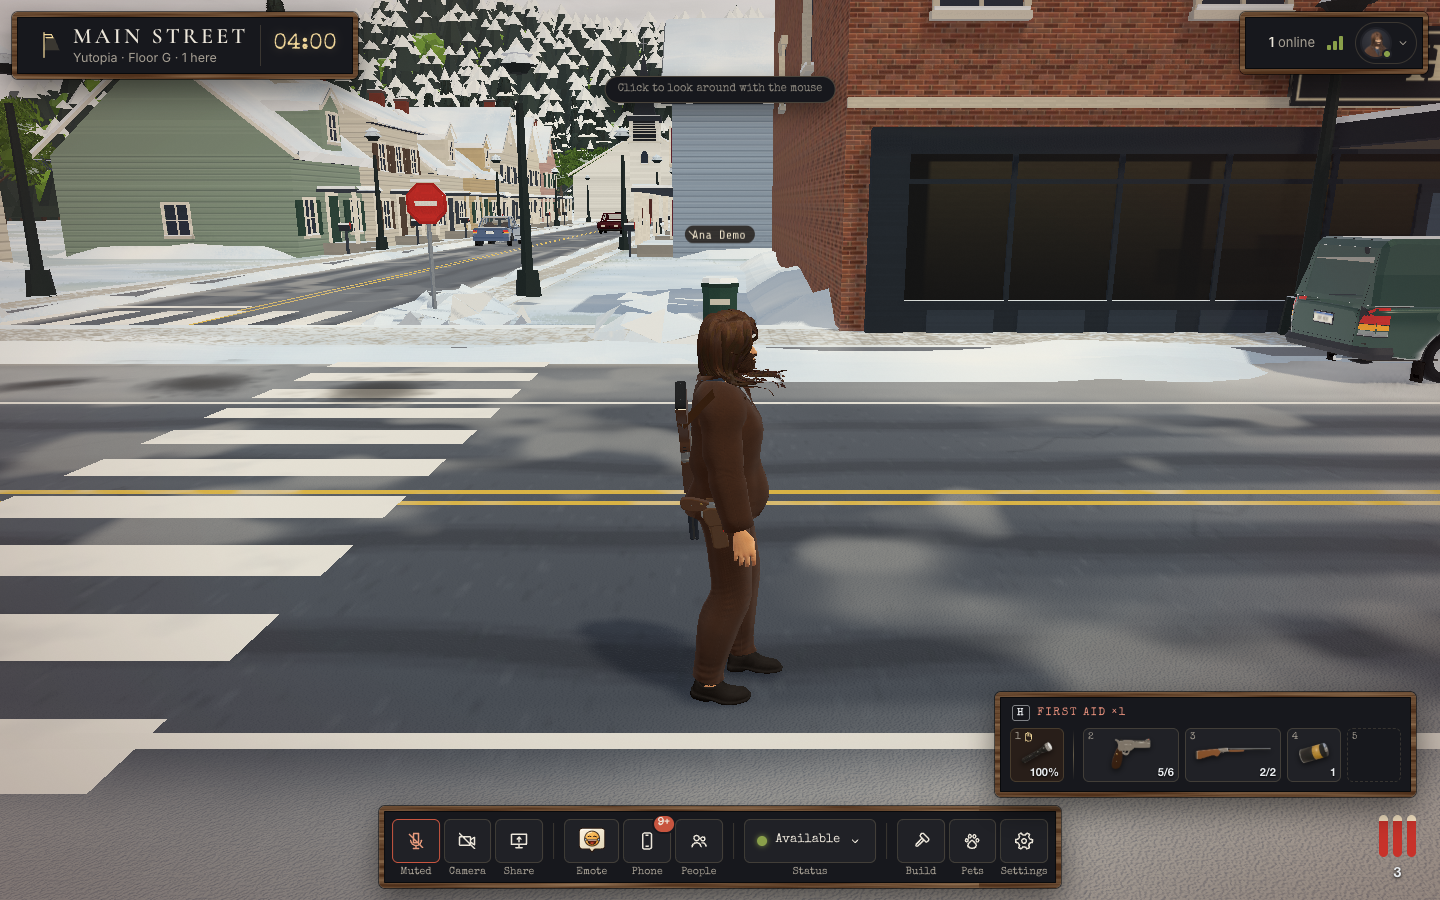 MAIN STREET
Yutopia · Floor G · 1 here
04:00
Click to look around with the mouse
1 online
Ana Demo
H FIRST AID ×1
1
100%
2
5/6
3
2/2
4
1
5
9+
Available
Muted
Camera
Share
Emote
Phone
People
Status
Build
Pets
Settings
3